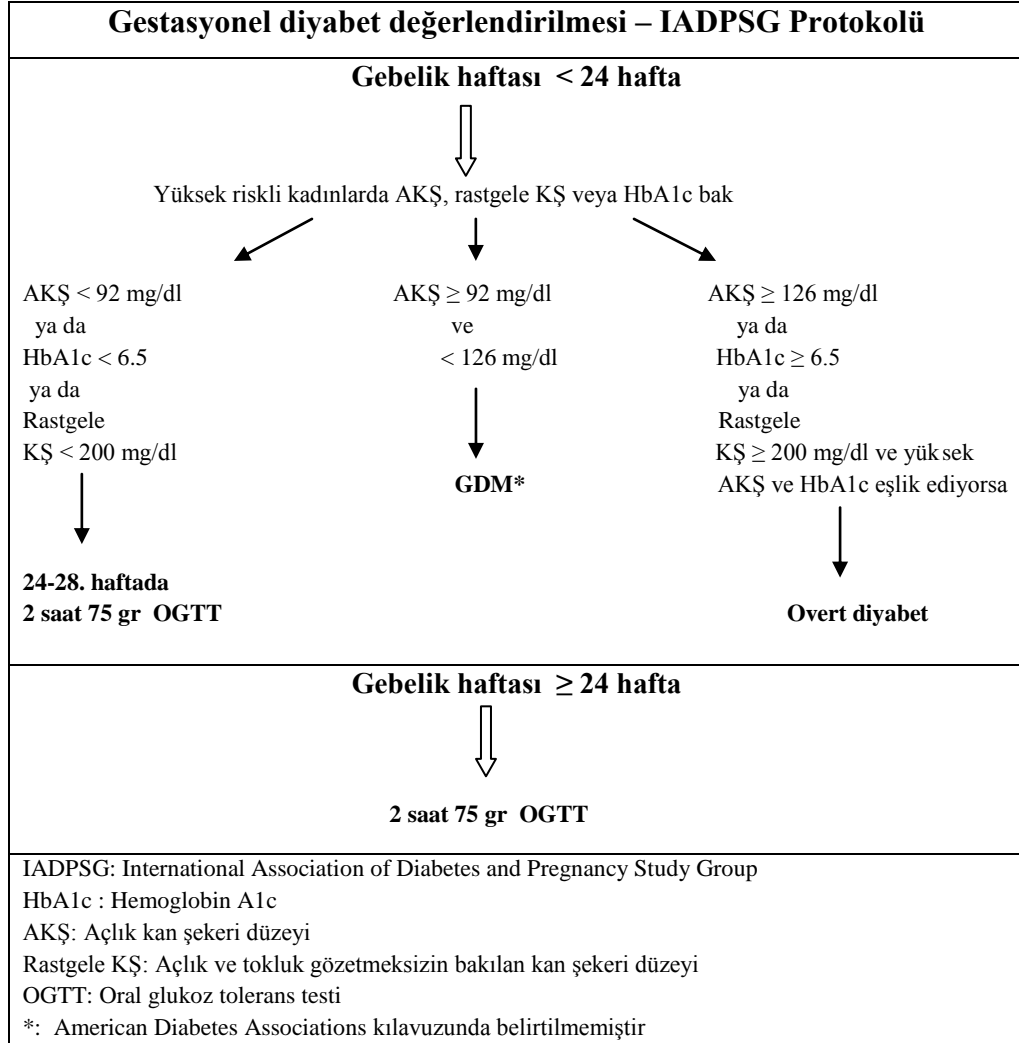 Gestasyonel diyabet değerlendirilmesi – IADPSG Protokolü
Gebelik haftası < 24 hafta
Yüksek riskli kadınlarda AKŞ, rastgele KŞ veya HbA1c bak
AKŞ < 92 mg/dl
ya da
HbA1c < 6.5
ya da
Rastgele
KŞ < 200 mg/dl
24-28. haftada
2 saat 75 gr OGTT
AKŞ ≥ 92 mg/dl
ve
< 126 mg/dl
GDM*
AKŞ ≥ 126 mg/dl
ya da
HbA1c ≥ 6.5
ya da
Rastgele
KŞ ≥ 200 mg/dl ve yüksek
AKŞ ve HbA1c eşlik ediyorsa
Overt diyabet
Gebelik haftası ≥ 24 hafta
2 saat 75 gr OGTT
IADPSG: International Association of Diabetes and Pregnancy Study Group
HbA1c : Hemoglobin A1c
AKŞ: Açlık kan şekeri düzeyi
Rastgele KŞ: Açlık ve tokluk gözetmeksizin bakılan kan şekeri düzeyi
OGTT: Oral glukoz tolerans testi
*: American Diabetes Associations kılavuzunda belirtilmemiştir